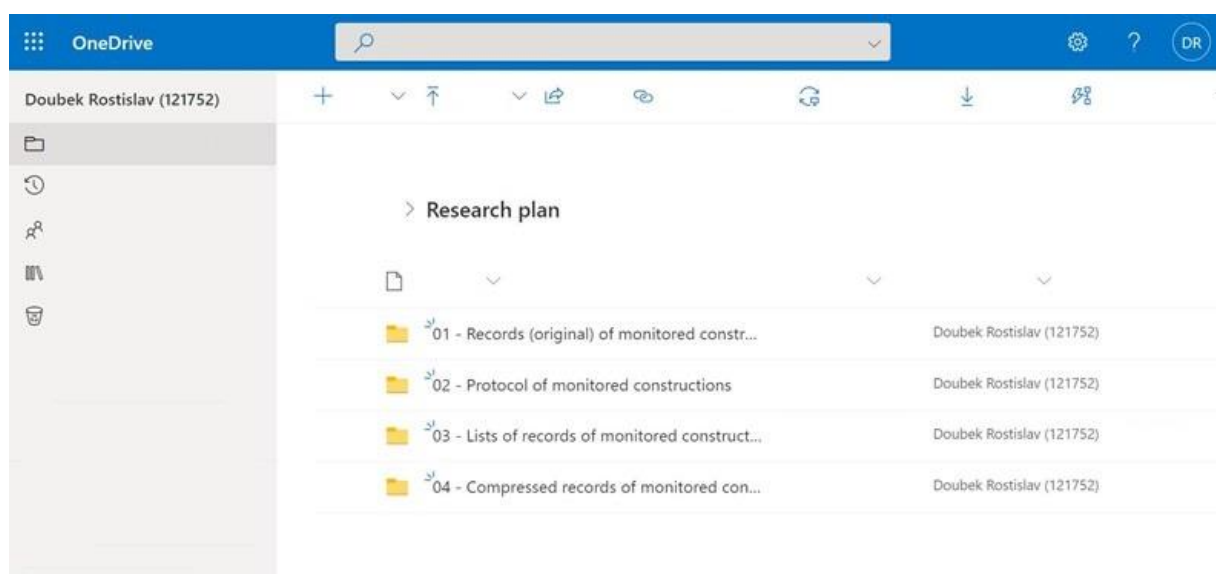 OneDrive
?
DR
Doubek Rostislav (121752)
> Research plan
01 - Records (original) of monitored constr... Doubek Rostislav (121752)
02 - Protocol of monitored constructions Doubek Rostislav (121752)
03 - Lists of records of monitored construct... Doubek Rostislav (121752)
04 - Compressed records of monitored con... Doubek Rostislav (121752)